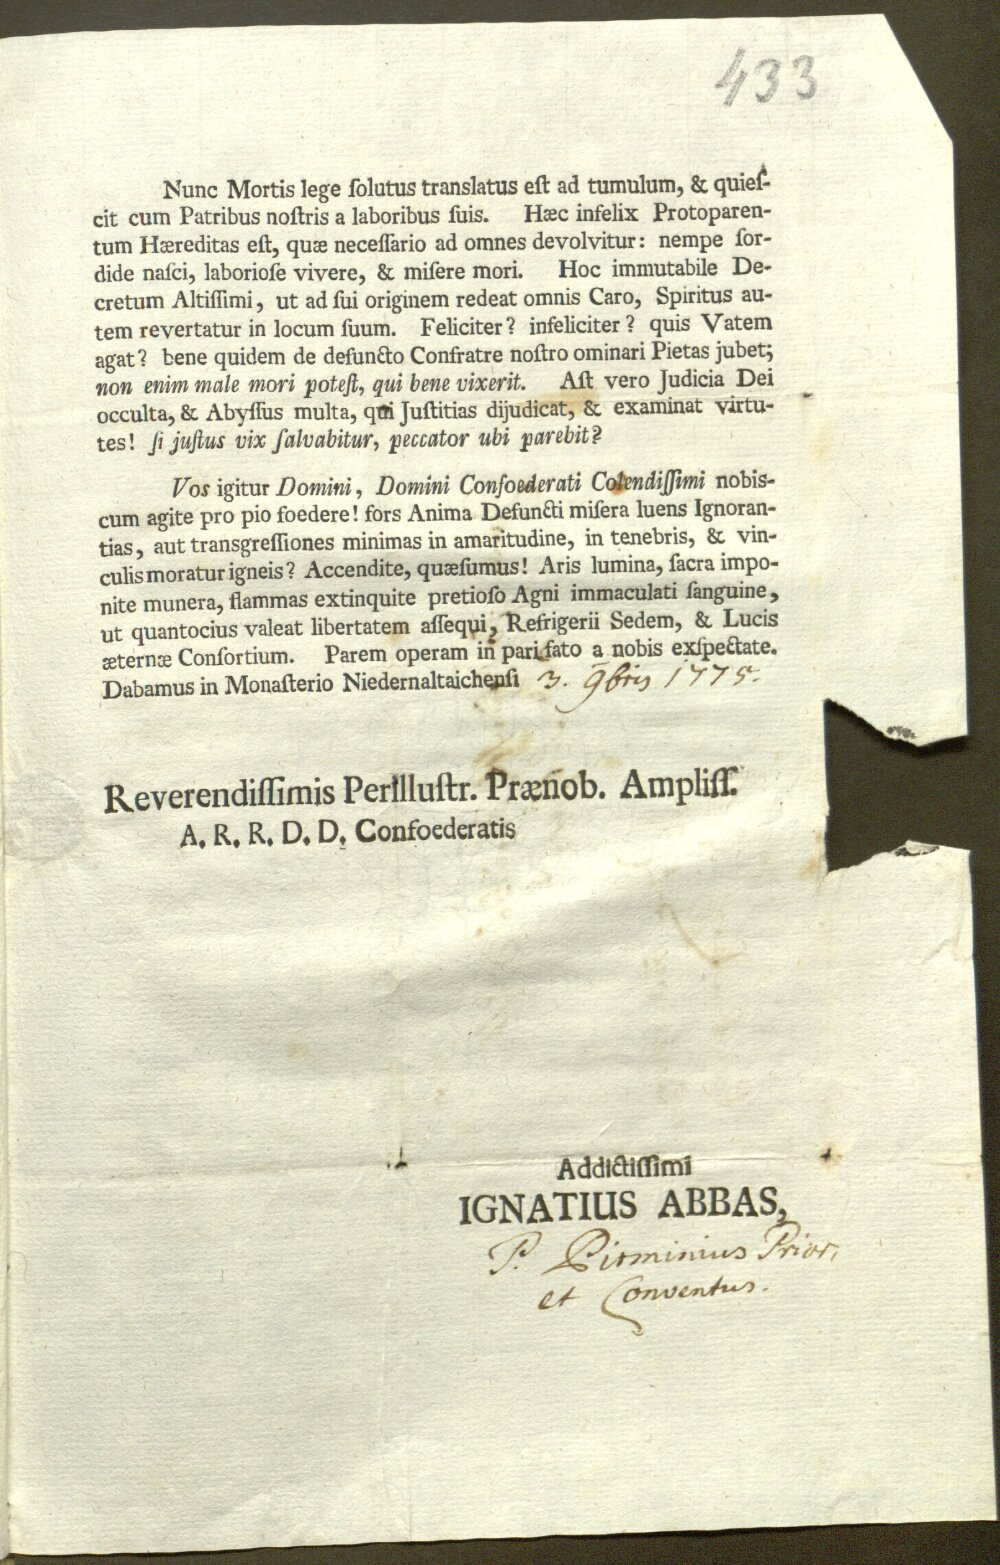 433
Nunc Mortis lege ſolutus translatus eſt ad tumulum, & quieſ-
cit cum Patribus noſtris a laboribus ſuis. Hæc infelix Protoparen-
tum Hæreditas eſt, quæ neceſſario ad omnes devolvitur: nempe ſor-
dide naſci, laborioſe vivere, & miſere mori. Hoc immutabile De-
cretum Altiſſimi, ut ad ſui originem redeat omnis Caro, Spiritus au-
tem revertatur in locum ſuum. Feliciter? infeliciter? quis Vatem
agat? bene quidem de defuncto Confratre noſtro ominari Pietas jubet;
non enim male mori poteſt, qui bene vixerit. Aſt vero Judicia Dei
occulta, & Abyſſus multa, qui Juſtitias dijudicat, & examinat virtu-
tes! ſi juſtus vix ſalvabitur, peccator ubi parebit?
Vos igitur Domini, Domini Confoederati Colendiſſimi nobis-
cum agite pro pio foedere! fors Anima Defuncti miſera luens Ignoran-
tias, aut transgreſſiones minimas in amaritudine, in tenebris, & vin-
culis moratur igneis? Accendite, quæſumus! Aris lumina, ſacra impo-
nite munera, flammas extinquite pretioſo Agni immaculati ſanguine,
ut quantocius valeat libertatem aſſequi, Refrigerii Sedem, & Lucis
æternæ Conſortium. Parem operam in pari fato a nobis exſpectate.
Dabamus in Monaſterio Niedernaltaichenſi 3. 9bris 1775.
Reverendiſſimis Perilluſtr. Prænob. Ampliſſ.
A. R. R. D. D. Confoederatis
Addictiſſimi
IGNATIUS ABBAS,
P. Pirminius Prior,
et Conventus.